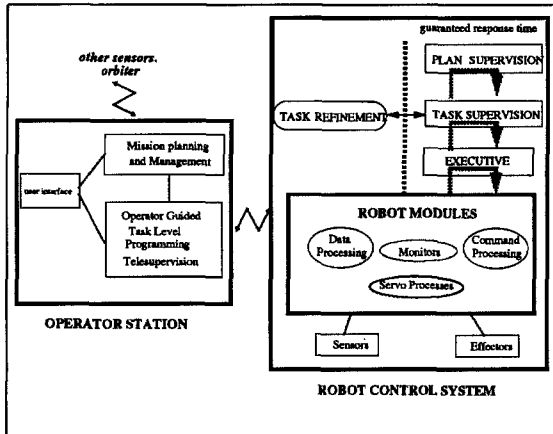 guaranteed response time
other sensors.
orbiter
PLAN SUPERVISION
TASK REFINEMENT
TASK SUPERVISION
EXECUTIVE
Mission planning
and Management
user interface
Operator Guided
Task Level
Programming
Telesupervision
OPERATOR STATION
ROBOT MODULES
Data
Processing
Monitors
Command
Processing
Servo Processes
Sensors
Effectors
ROBOT CONTROL SYSTEM